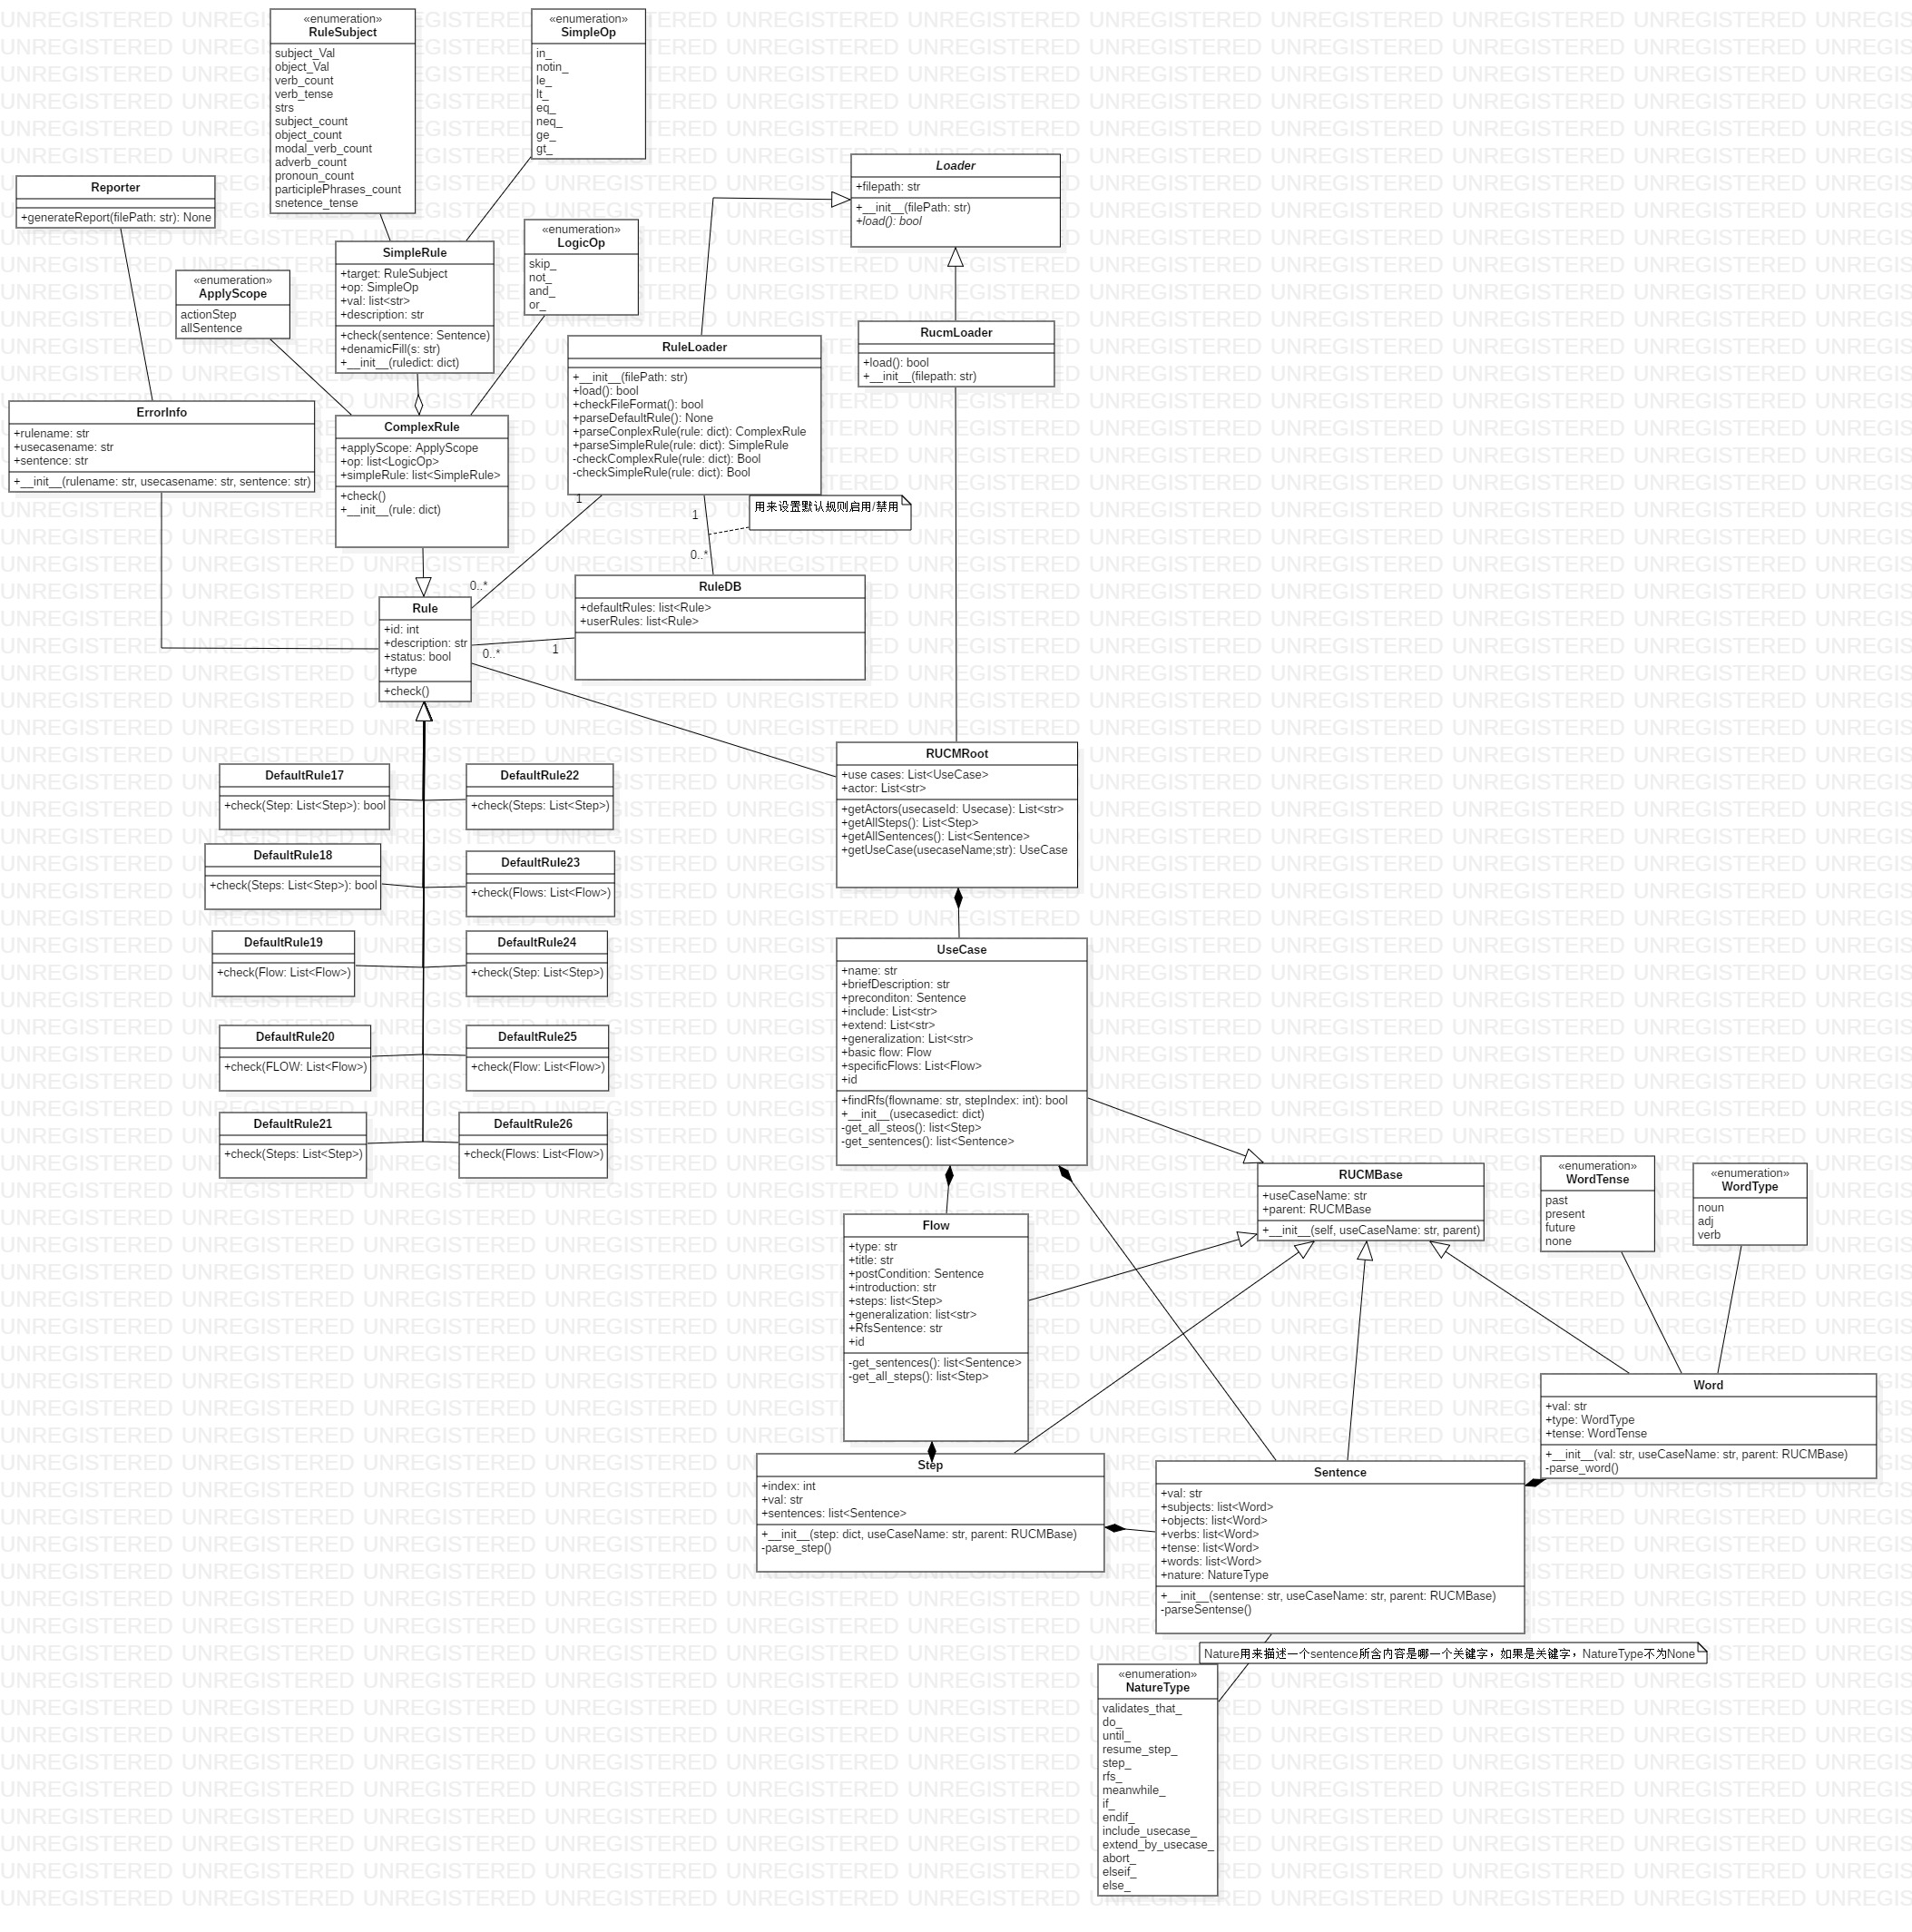 «enumeration»
RuleSubject
subject_Val
object_Val
verb_count
verb_tense
strs
subject_count
object_count
modal_verb_count
adverb_count
pronoun_count
participlePhrases_count
snetence_tense
«enumeration»
SimpleOp
in_
notin_
le_
lt_
eq_
neq_
ge_
gt_
Loader
+filepath: str
+__init__(filePath: str)
+load(): bool
Reporter
+generateReport(filePath: str): None
«enumeration»
LogicOp
skip_
not_
and_
or_
SimpleRule
+target: RuleSubject
+op: SimpleOp
+val: list<str>
+description: str
+check(sentence: Sentence)
+denamicFill(s: str)
+__init__(ruledict: dict)
«enumeration»
ApplyScope
actionStep
allSentence
RucmLoader
+load(): bool
+__init__(filepath: str)
RuleLoader
+__init__(filePath: str)
+load(): bool
+checkFileFormat(): bool
+parseDefaultRule(): None
+parseConplexRule(rule: dict): ComplexRule
+parseSimpleRule(rule: dict): SimpleRule
-checkComplexRule(rule: dict): Bool
-checkSimpleRule(rule: dict): Bool
ErrorInfo
+rulename: str
+usecasename: str
+sentence: str
+__init__(rulename: str, usecasename: str, sentence: str)
ComplexRule
+applyScope: ApplyScope
+op: list<LogicOp>
+simpleRule: list<SimpleRule>
+check()
+__init__(rule: dict)
1
用来设置默认规则启用/禁用
1
0..*
0..*
RuleDB
+defaultRules: list<Rule>
+userRules: list<Rule>
Rule
+id: int
+description: str
+status: bool
+rtype
+check()
0..*
1
RUCMRoot
+use cases: List<UseCase>
+actor: List<str>
+getActors(usecaseId: Usecase): List<str>
+getAllSteps(): List<Step>
+getAllSentences(): List<Sentence>
+getUseCase(usecaseName;str): UseCase
DefaultRule17
+check(Step: List<Step>): bool
DefaultRule22
+check(Steps: List<Step>)
DefaultRule18
+check(Steps: List<Step>): bool
DefaultRule23
+check(Flows: List<Flow>)
DefaultRule19
+check(Flow: List<Flow>)
DefaultRule24
+check(Step: List<Step>)
DefaultRule20
+check(FLOW: List<Flow>)
DefaultRule25
+check(Flow: List<Flow>)
DefaultRule21
+check(Steps: List<Step>)
DefaultRule26
+check(Flows: List<Flow>)
UseCase
+name: str
+briefDescription: str
+preconditon: Sentence
+include: List<str>
+extend: List<str>
+generalization: List<str>
+basic flow: Flow
+specificFlows: List<Flow>
+id
+findRfs(flowname: str, stepIndex: int): bool
+__init__(usecasedict: dict)
-get_all_steos(): list<Step>
-get_sentences(): list<Sentence>
RUCMBase
+useCaseName: str
+parent: RUCMBase
+__init__(self, useCaseName: str, parent)
«enumeration»
WordTense
past
present
future
none
«enumeration»
WordType
noun
adj
verb
Flow
+type: str
+title: str
+postCondition: Sentence
+introduction: str
+steps: list<Step>
+generalization: list<str>
+RfsSentence: str
+id
-get_sentences(): list<Sentence>
-get_all_steps(): list<Step>
Word
+val: str
+type: WordType
+tense: WordTense
+__init__(val: str, useCaseName: str, parent: RUCMBase)
-parse_word()
Step
+index: int
+val: str
+sentences: list<Sentence>
+__init__(step: dict, useCaseName: str, parent: RUCMBase)
-parse_step()
Sentence
+val: str
+subjects: list<Word>
+objects: list<Word>
+verbs: list<Word>
+tense: list<Word>
+words: list<Word>
+nature: NatureType
+__init__(sentense: str, useCaseName: str, parent: RUCMBase)
-parseSentense()
Nature用来描述一个sentence所含内容是哪一个关键字，如果是关键字，NatureType不为None
«enumeration»
NatureType
validates_that_
do_
until_
resume_step_
step_
rfs_
meanwhile_
if_
endif_
include_usecase_
extend_by_usecase_
abort_
elseif_
else_